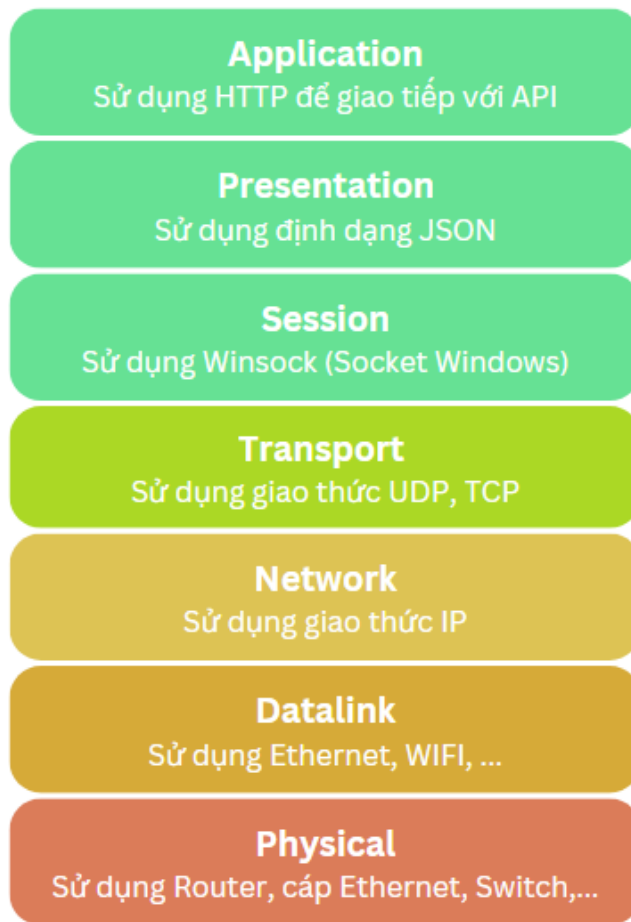 Application
Sử dụng HTTP để giao tiếp với API
Presentation
Sử dụng định dạng JSON
Session
Sử dụng Winsock (Socket Windows)
Transport
Sử dụng giao thức UDP, TCP
Network
Sử dụng giao thức IP
Datalink
Sử dụng Ethernet, WIFI, ...
Physical
Sử dụng Router, cáp Ethernet, Switch,...